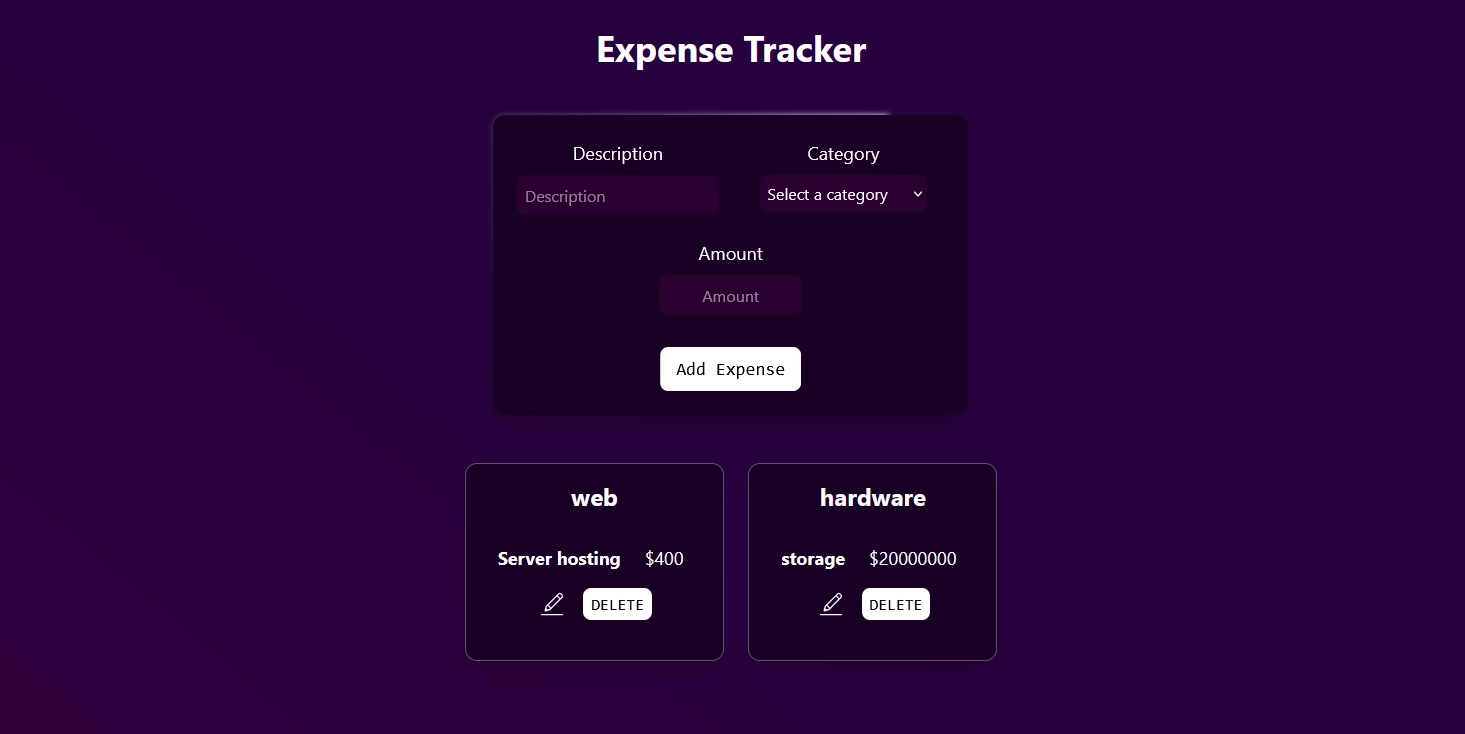 Expense Tracker
Description
Category
Description
Select a category
Amount
Amount
Add Expense
web
Server hosting $400
DELETE
hardware
storage $20000000
DELETE